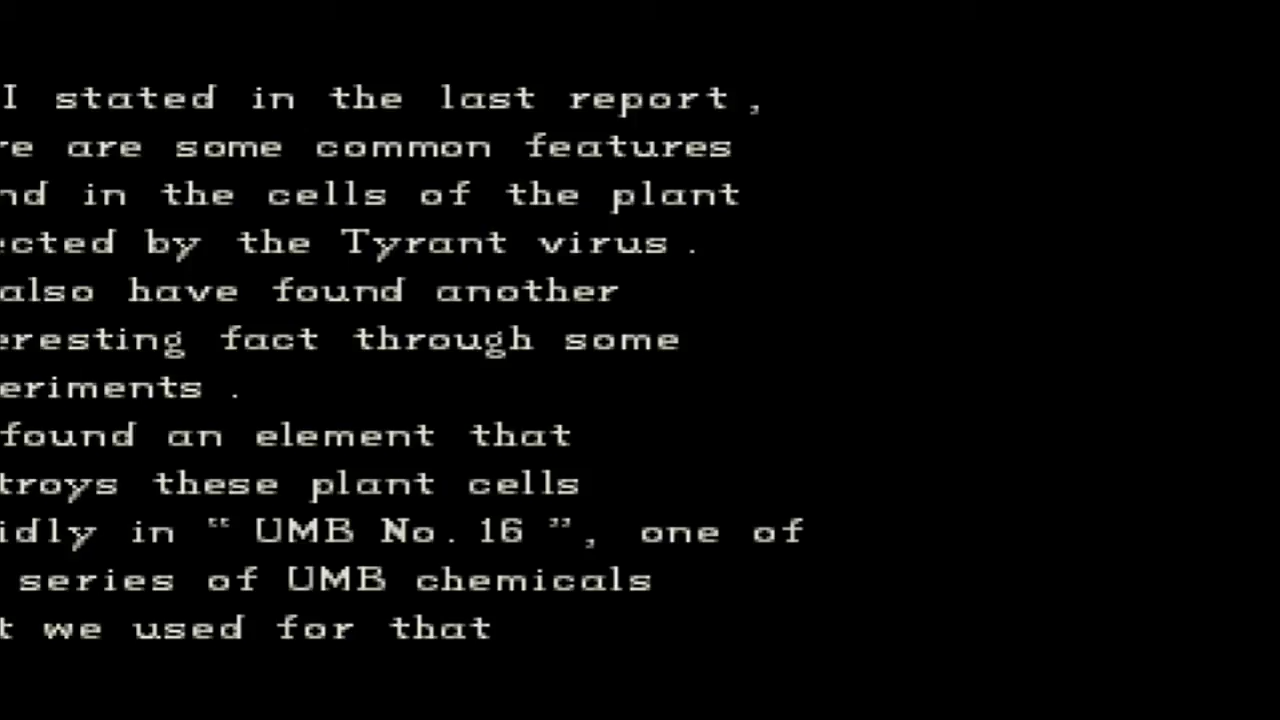 I stated in the last report,
re are some common features
nd in the cells of the plant
ected by the Tyrant virus.
also have found another
eresting fact through some
eriments.
found an element that
troys these plant cells
idly in “ UMB No.16 ”, one of
series of UMB chemicals
t we used for that